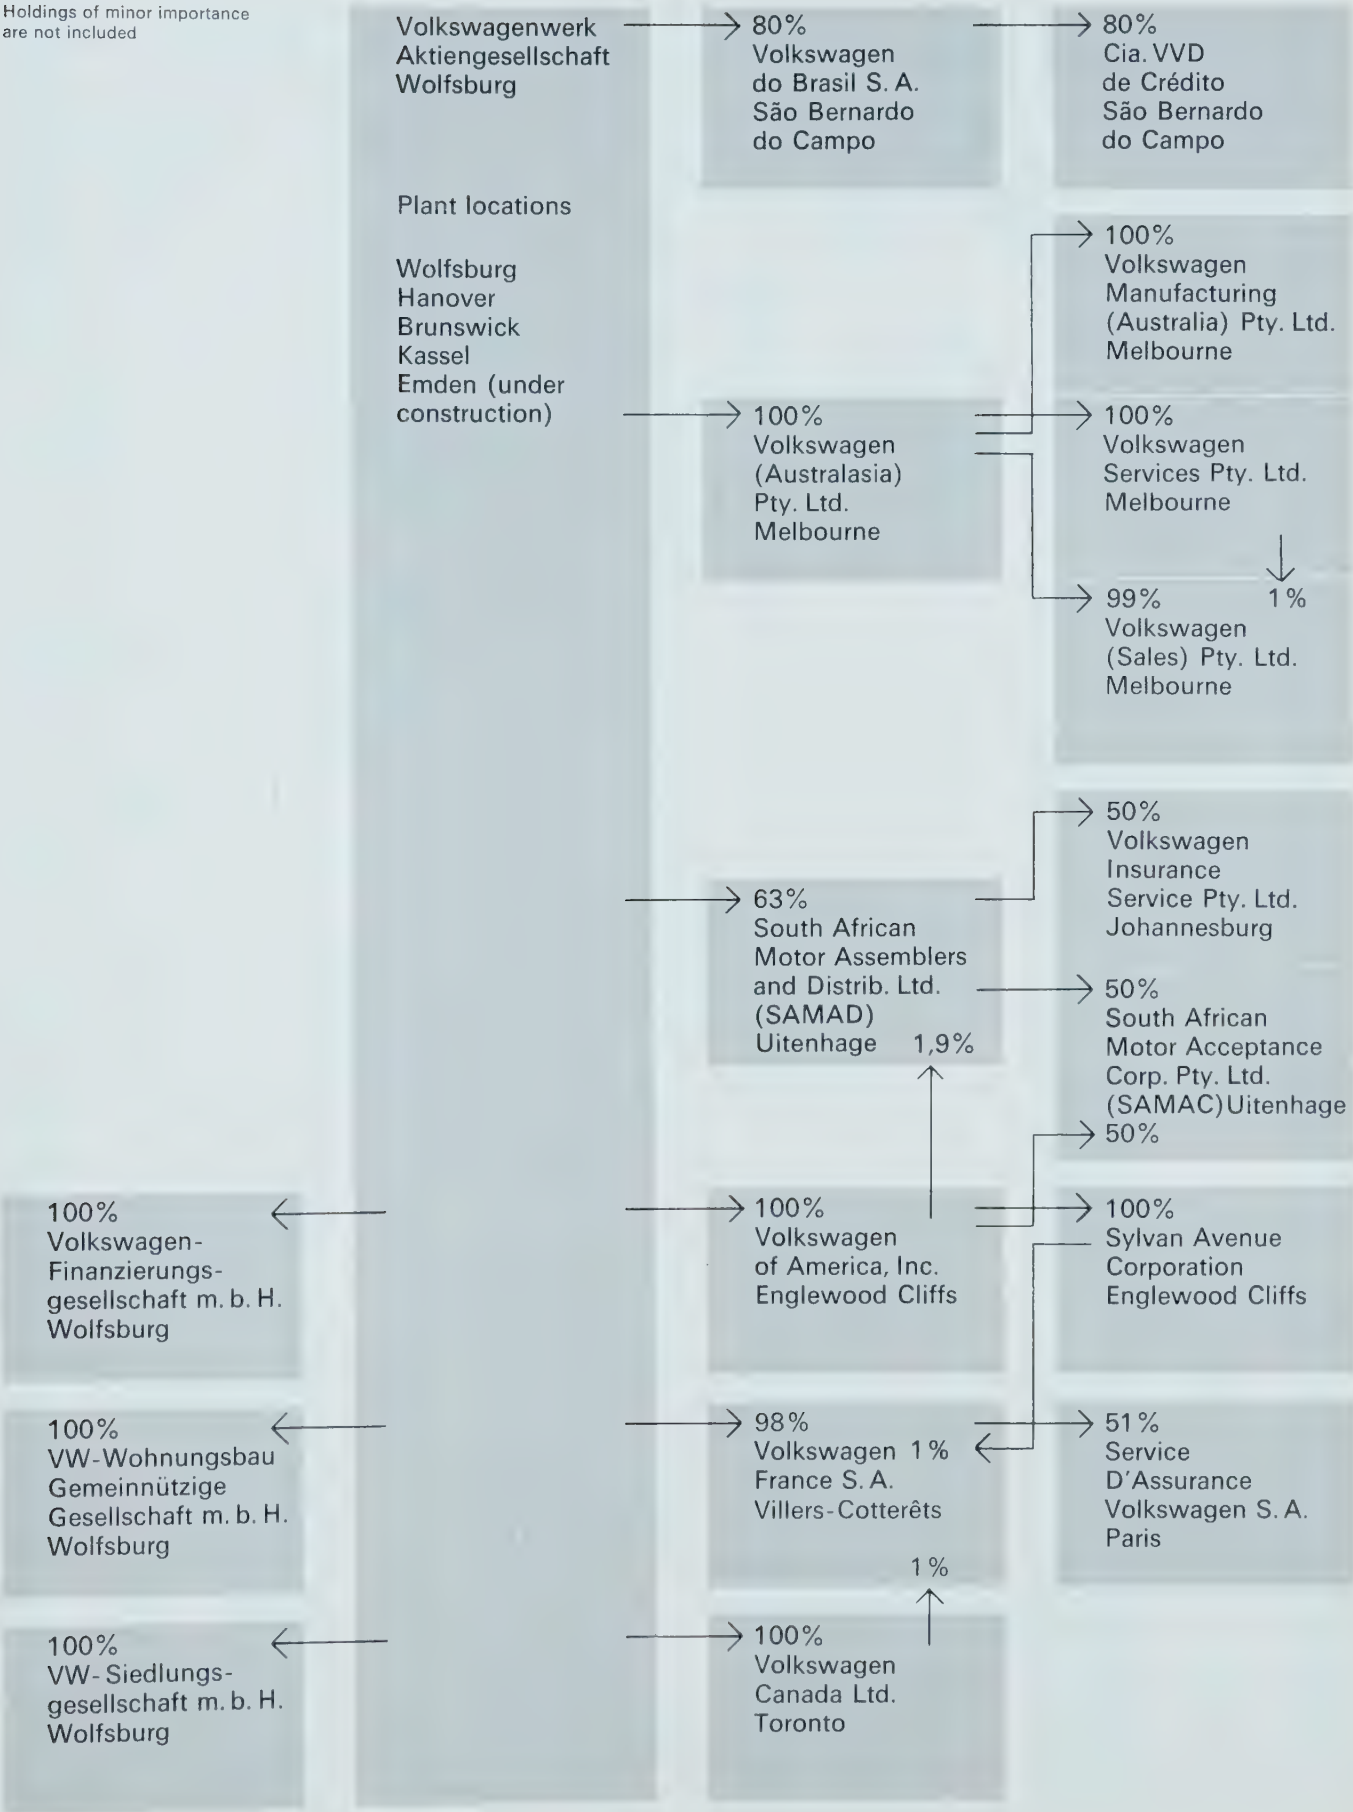 Holdings of minor importance
are not included
Volkswagenwerk
Aktiengesellschaft
Wolfsburg
Plant locations
Wolfsburg
Hanover
Brunswick
Kassel
Emden (under
construction)
80%
Volkswagen
do Brasil S. A.
São Bernardo
do Campo
80%
Cia. VVD
de Crédito
São Bernardo
do Campo
100%
Volkswagen
(Australasia)
Pty. Ltd.
Melbourne
100%
Volkswagen
Manufacturing
(Australia) Pty. Ltd.
Melbourne
100%
Volkswagen
Services Pty. Ltd.
Melbourne
99% 1%
Volkswagen
(Sales) Pty. Ltd.
Melbourne
63%
South African
Motor Assemblers
and Distrib. Ltd.
(SAMAD)
Uitenhage 1,9%
50%
Volkswagen
Insurance
Service Pty. Ltd.
Johannesburg
50%
South African
Motor Acceptance
Corp. Pty. Ltd.
(SAMAC) Uitenhage
50%
100%
Volkswagen-
Finanzierungs-
gesellschaft m. b. H.
Wolfsburg
100%
Volkswagen
of America, Inc.
Englewood Cliffs
100%
Sylvan Avenue
Corporation
Englewood Cliffs
100%
VW-Wohnungsbau
Gemeinnützige
Gesellschaft m. b. H.
Wolfsburg
98%
Volkswagen 1%
France S. A.
Villers-Cotterêts
1%
51%
Service
D'Assurance
Volkswagen S. A.
Paris
100%
VW-Siedlungs-
gesellschaft m. b. H.
Wolfsburg
100%
Volkswagen
Canada Ltd.
Toronto